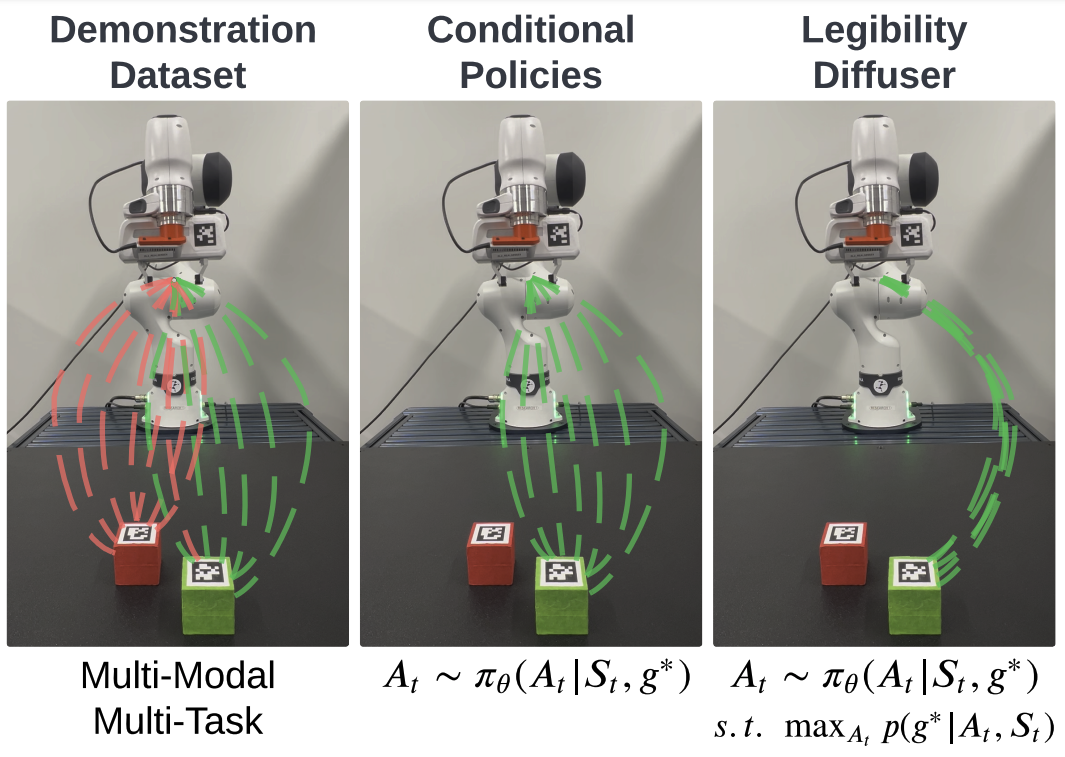 Demonstration
Dataset
Conditional
Policies
Legibility
Diffuser
Multi-Modal
Multi-Task
$A_t \sim \pi_\theta(A_t|S_t, g^*)$
$A_t \sim \pi_\theta(A_t|S_t, g^*)$
$s.t. \ \max_{A_t} \ p(g^*|A_t, S_t)$